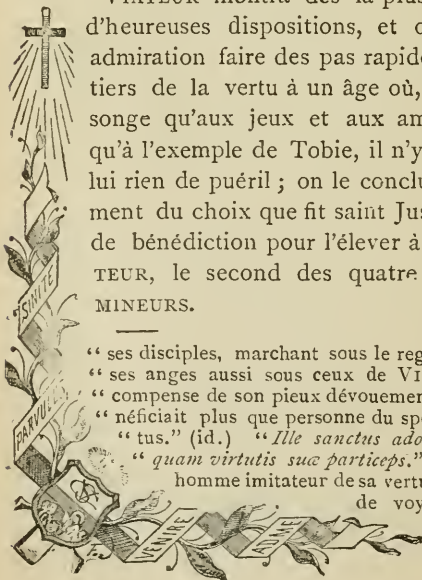 VIATEUR montra dès la plus
d'heureuses dispositions, et
admiration faire des pas rapid
tiers de la vertu à un âge où,
songe qu'aux jeux et aux am
qu'à l'exemple de Tobie, il n'y
lui rien de puéril ; on le conclu
ment du choix que fit saint Jus
de bénédiction pour l'élever à
TEUR, le second des quatre
MINEURS.
“ ses disciples, marchant sous le reg
“ ses anges aussi sous ceux de VI
“ compense de son pieux dévouemen
“ néficiait plus que personne du spe
“ tus.” (id.) “Ille sanctus ado
“ quam virtutis suæ particeps.”
homme imitateur de sa vertu
de voy
SINITE
PARVULOS
VENIRE
AD ME